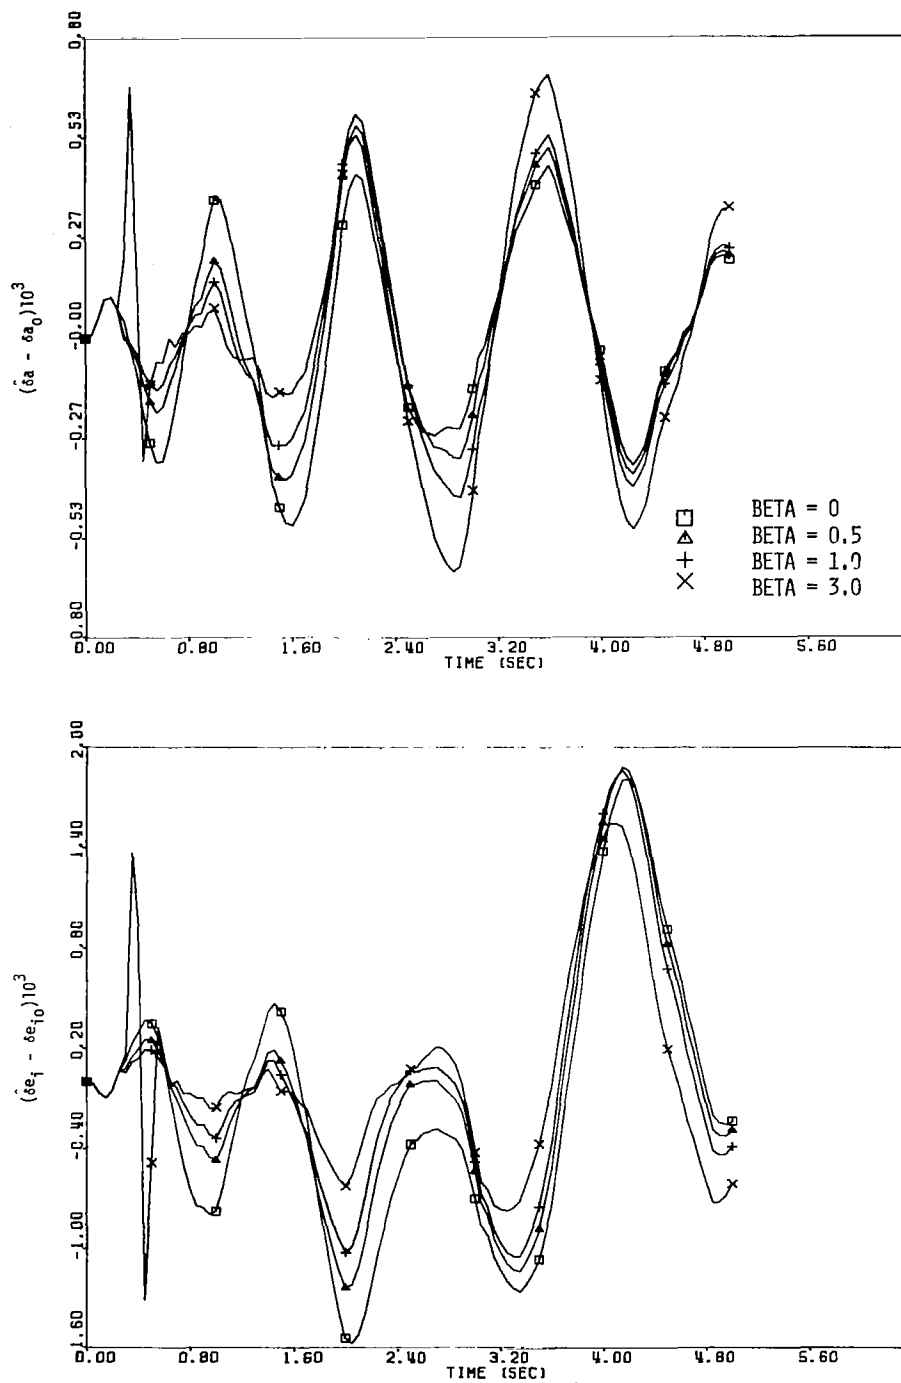 0.80
0.53
0.27
-0.00
-0.27
-0.53
0.80
(δâ - δa₀)10³
BETA = 0
BETA = 0.5
BETA = 1.0
BETA = 3.0
0.00 0.80 1.60 2.40 3.20 4.00 4.80 5.60
TIME (SEC)
2.00
1.40
0.80
0.20
-0.40
-1.00
1.60
(δêᵢ - δeᵢ₀)10³
0.00 0.80 1.60 2.40 3.20 4.00 4.80 5.60
TIME (SEC)